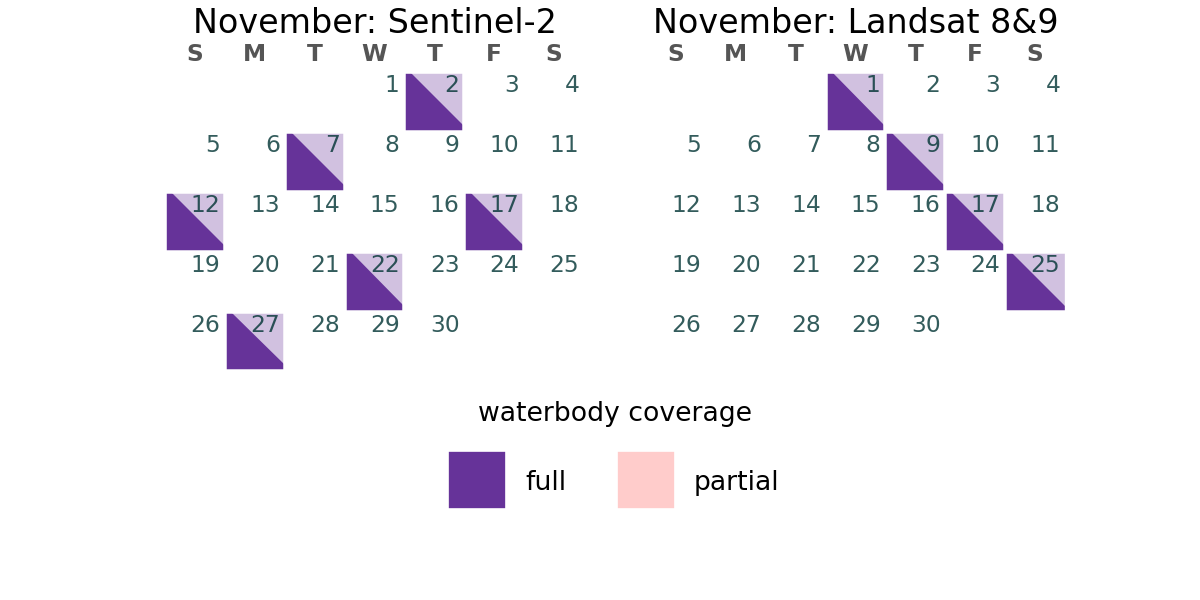 November: Sentinel-2
S M T W T F S
1 2 3 4
5 6 7 8 9 10 11
12 13 14 15 16 17 18
19 20 21 22 23 24 25
26 27 28 29 30
November: Landsat 8&9
S M T W T F S
1 2 3 4
5 6 7 8 9 10 11
12 13 14 15 16 17 18
19 20 21 22 23 24 25
26 27 28 29 30
waterbody coverage
full partial